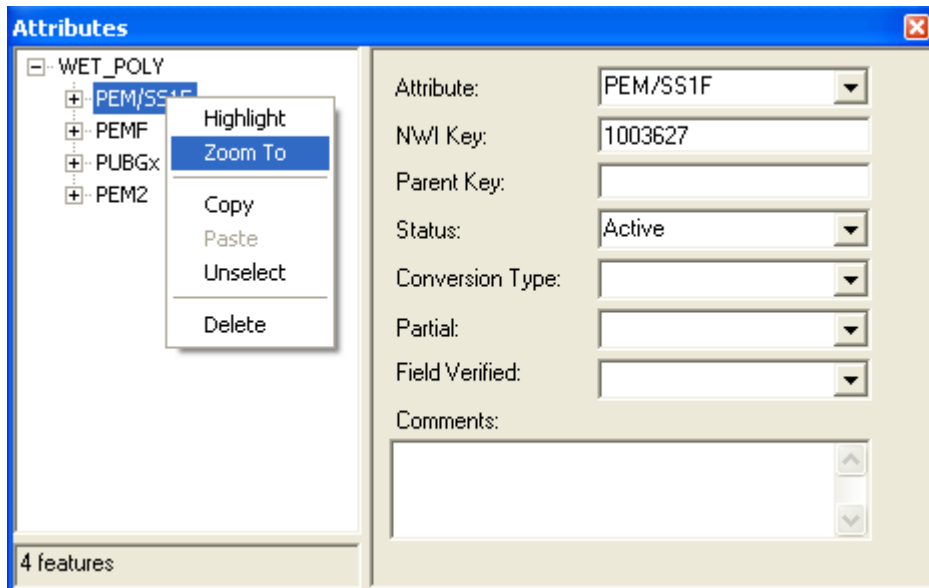 Attributes
WET_POLY
PEM/SS1F
PEMF
PUBGx
PEM2
Highlight
Zoom To
Copy
Paste
Unselect
Delete
4 features
Attribute: PEM/SS1F
NWI Key: 1003627
Parent Key:
Status: Active
Conversion Type:
Partial:
Field Verified:
Comments: